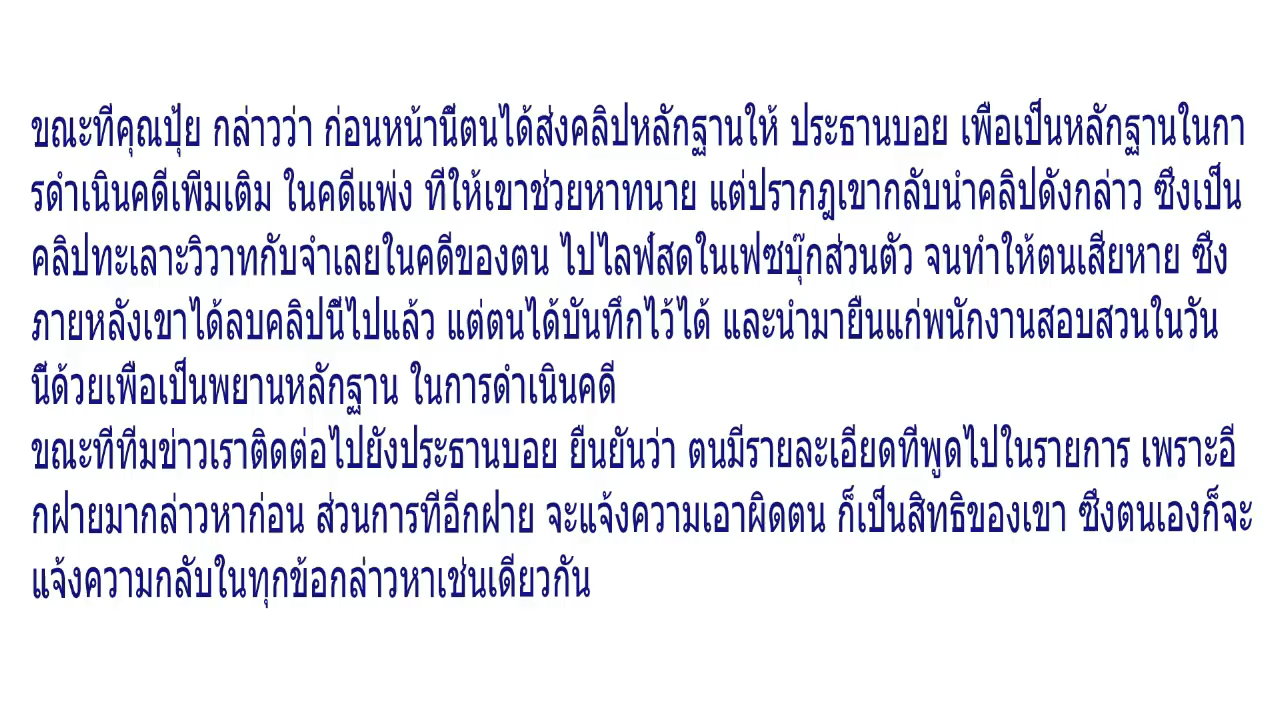 ขณะที่คุณปุ้ย กล่าวว่า ก่อนหน้านี้ตนได้ส่งคลิปหลักฐานให้ ประธานบอย เพื่อเป็นหลักฐานในกา
รดำเนินคดีเพิ่มเติม ในคดีแพ่ง ที่ให้เขาช่วยหาทนาย แต่ปรากฎเขากลับนำคลิปดังกล่าว ซึ่งเป็น
คลิปทะเลาะวิวาทกับจำเลยในคดีของตน ไปไลฟ์สดในเฟซบุ๊กส่วนตัว จนทำให้ตนเสียหาย ซึ่ง
ภายหลังเขาได้ลบคลิปนี้ไปแล้ว แต่ตนได้บันทึกไว้ได้ และนำมายื่นแก่พนักงานสอบสวนในวัน
นี้ด้วยเพื่อเป็นพยานหลักฐาน ในการดำเนินคดี
ขณะที่ทีมข่าวเราติดต่อไปยังประธานบอย ยืนยันว่า ตนมีรายละเอียดที่พูดไปในรายการ เพราะอี
กฝ่ายมากล่าวหาก่อน ส่วนการที่อีกฝ่าย จะแจ้งความเอาผิดตน ก็เป็นสิทธิของเขา ซึ่งตนเองก็จะ
แจ้งความกลับในทุกข้อกล่าวหาเช่นเดียวกัน